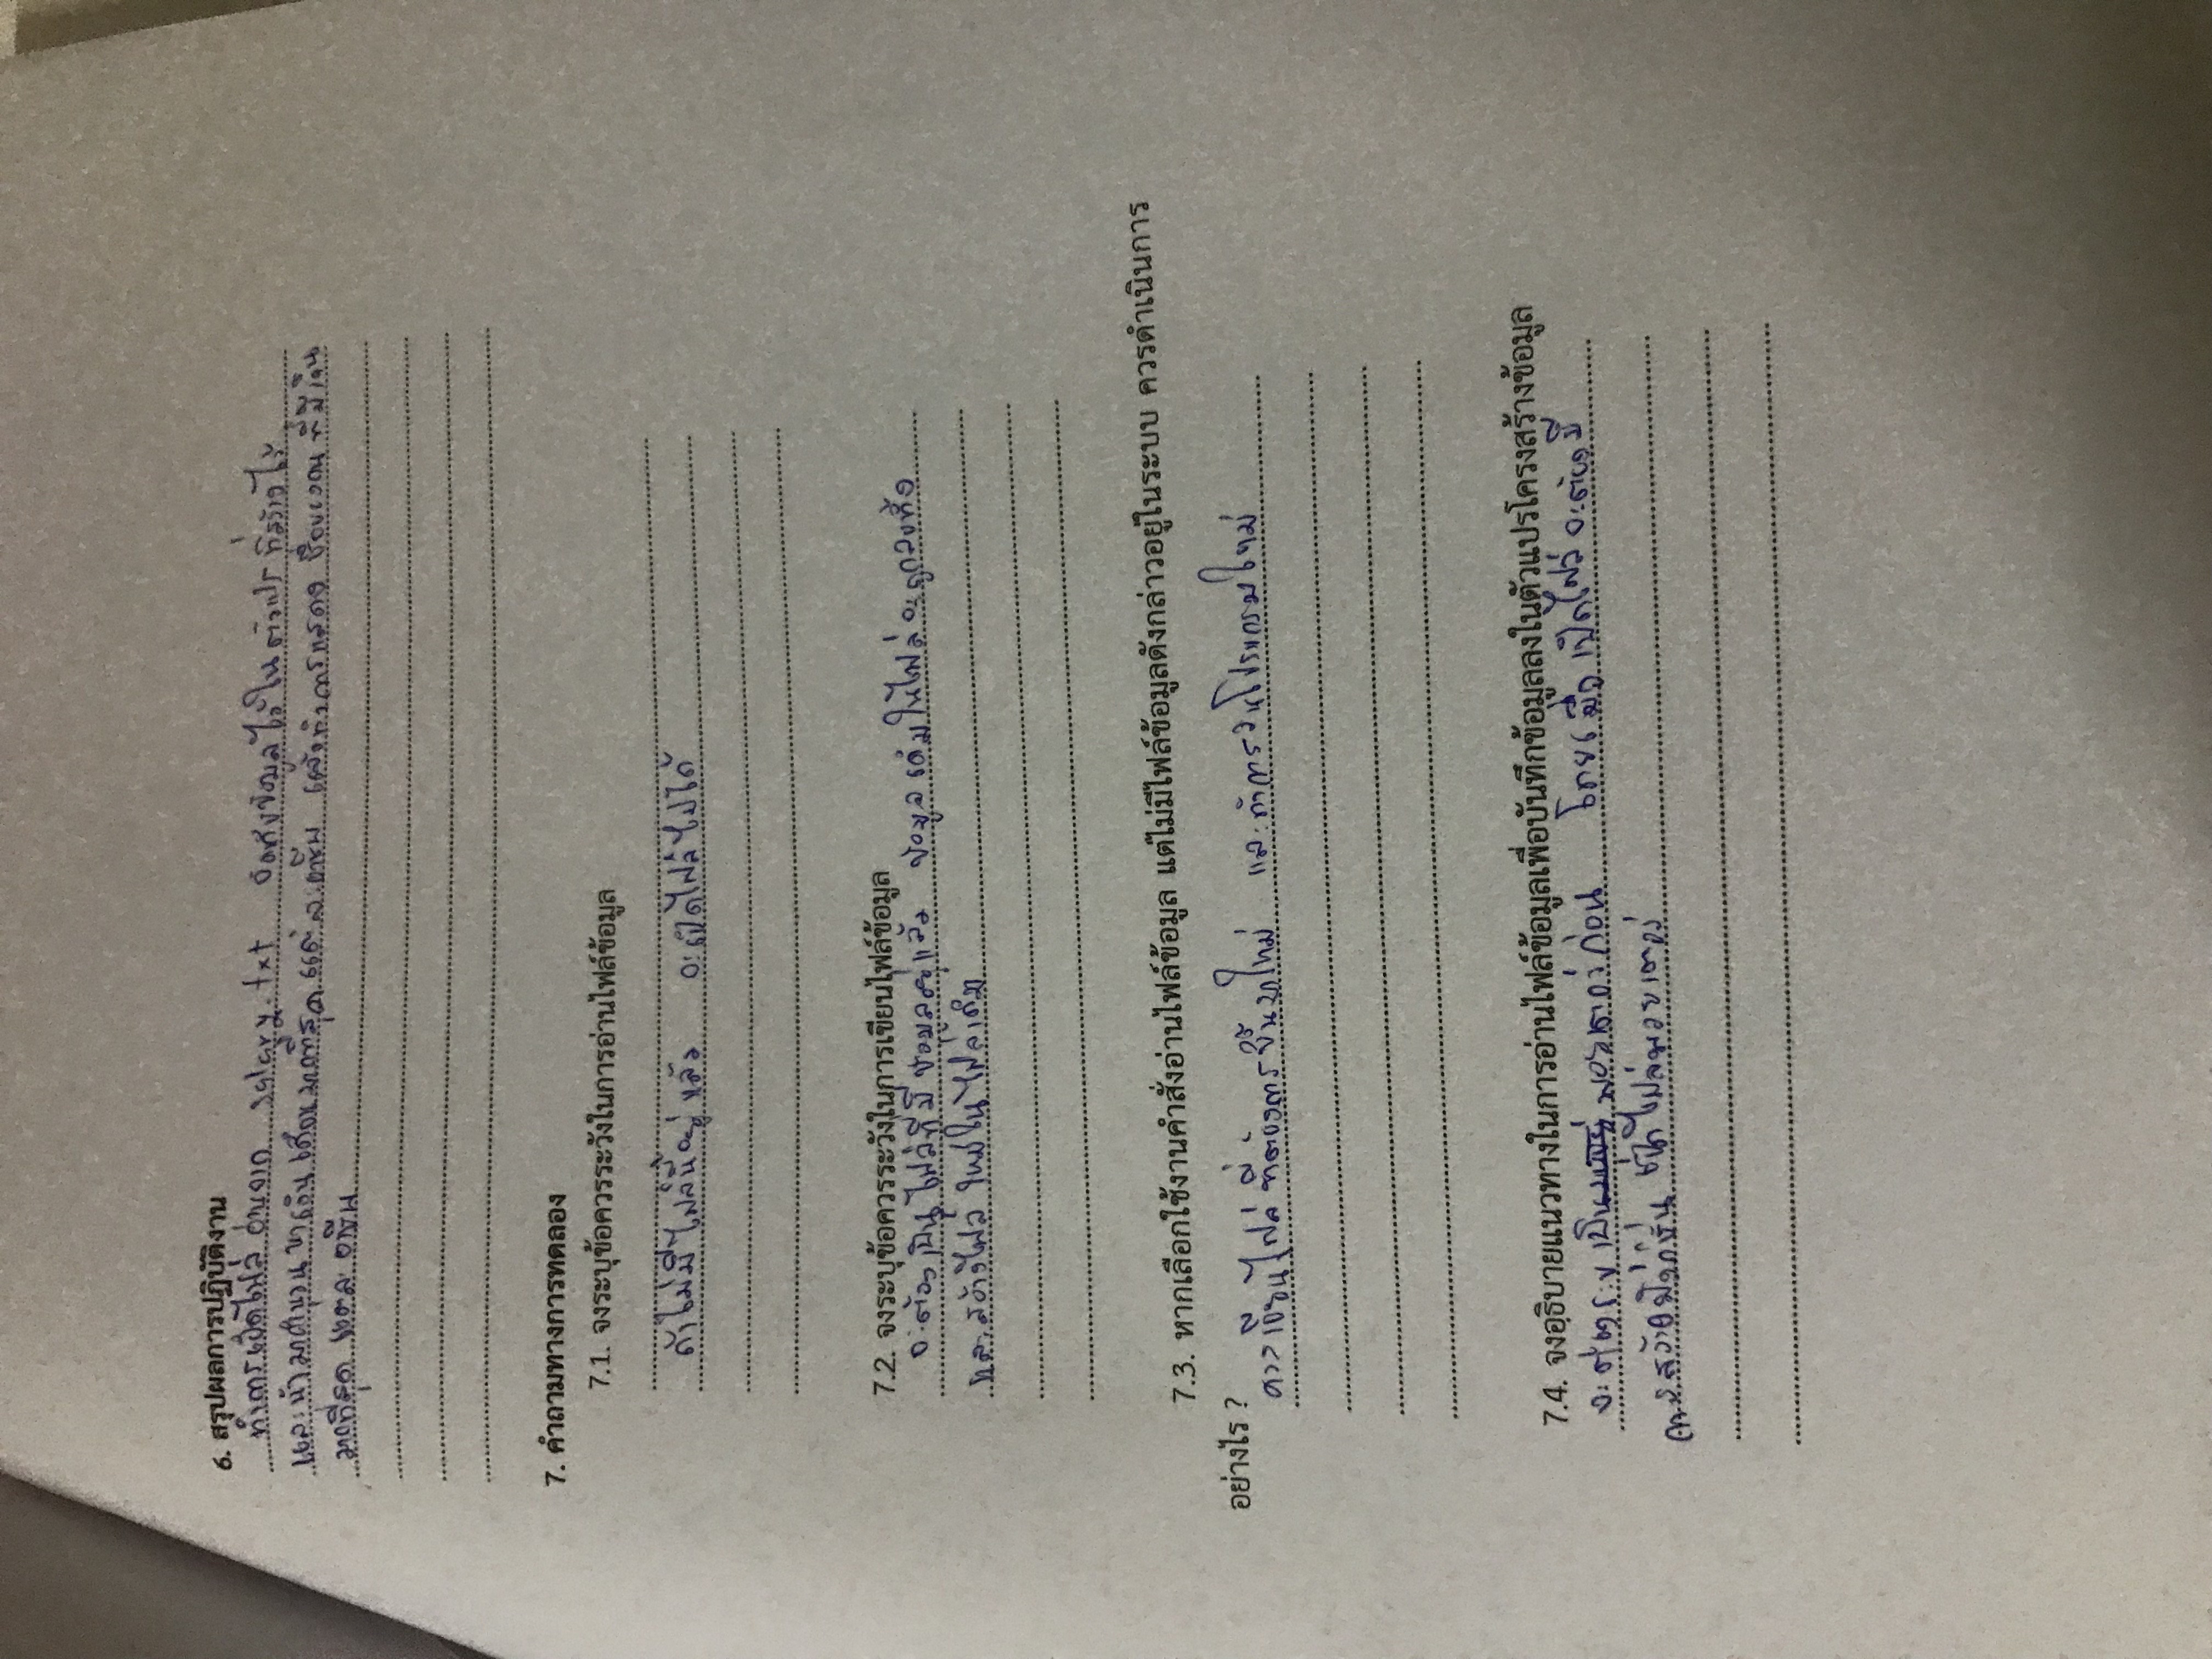 6. สรุปผลการปฏิบัติงาน
ทำการเปิดไฟล์ อ่านจาก salary.txt จัดเก็บข้อมูลไว้ใน ตัวแปร ที่สร้างไว้
และนำมาคำนวน หาเงินเดือนมากที่สุด แต่ละอาชีพ แล้วทำการแสดง ชื่อของคน ที่มีเงิน
มากที่สุด แต่ละ อาชีพ
7. คำถามทางการทดลอง
7.1. จงระบุข้อควรระวังในการอ่านไฟล์ข้อมูล
ถ้าไม่มีไฟล์นี้อยู่ แล้ว จะเปิดไฟล์ไม่ได้
7.2. จงระบุข้อควรระวังในการเขียนไฟล์ข้อมูล
จะต้อง เป็น ไฟล์ที่มี ข้อมูลอยู่แล้ว ข้อมูล เดิมในไฟล์ จะถูกลบทิ้ง
และสร้างไฟล์ ใหม่ใน ไฟล์เดิม
7.3. หากเลือกใช้งานคำสั่งอ่านไฟล์ข้อมูล แต่ไม่มีไฟล์ข้อมูลดังกล่าวอยู่ในระบบ ควรดำเนินการ
อย่างไร ?
ควรเขียนไฟล์ ที่ต้องการ ขึ้นมาใหม่ และทำการรันโปรแกรมใหม่
7.4. จงอธิบายแนวทางในการอ่านไฟล์ข้อมูลเพื่อบันทึกข้อมูลลงในตัวแปรโครงสร้างข้อมูล
จะต้องระบุ เป็น พอยเตอร์ ก่อน โดยเมื่อ เปิดไฟล์ จะต้องมี
การสร้างฟังก์ชั่น ไฟล์พอยเตอร์